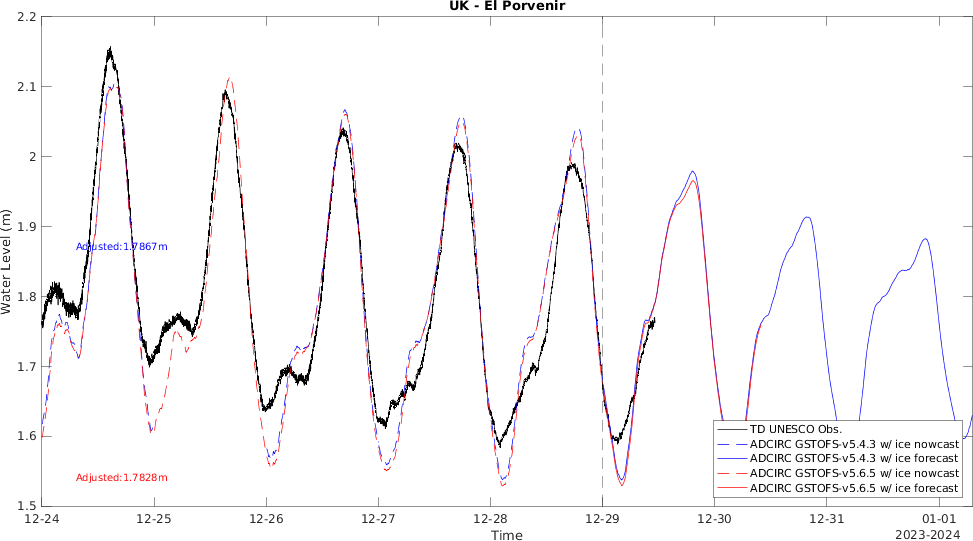 UK - El Porvenir
2.2
2.1
2
1.9
1.8
1.7
1.6
1.5
Water Level (m)
Adjusted:1.7867m
Adjusted:1.7828m
TD UNESCO Obs.
ADCIRC GSTOFS-v5.4.3 w/ ice nowcast
ADCIRC GSTOFS-v5.4.3 w/ ice forecast
ADCIRC GSTOFS-v5.6.5 w/ ice nowcast
ADCIRC GSTOFS-v5.6.5 w/ ice forecast
12-24 12-25 12-26 12-27 12-28 12-29 12-30 12-31 01-01
Time
2023-2024